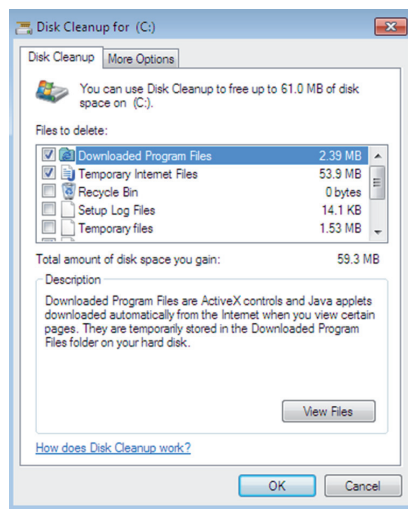 Disk Cleanup for (C:)
Disk Cleanup
More Options
You can use Disk Cleanup to free up to 61.0 MB of disk
space on (C:).
Files to delete:
Downloaded Program Files 2.39 MB
Temporary Internet Files 53.9 MB
Recycle Bin 0 bytes
Setup Log Files 14.1 KB
Temporary files 1.53 MB
Total amount of disk space you gain: 59.3 MB
Description
Downloaded Program Files are ActiveX controls and Java applets
downloaded automatically from the Internet when you view certain
pages. They are temporarily stored in the Downloaded Program
Files folder on your hard disk.
View Files
How does Disk Cleanup work?
OK
Cancel